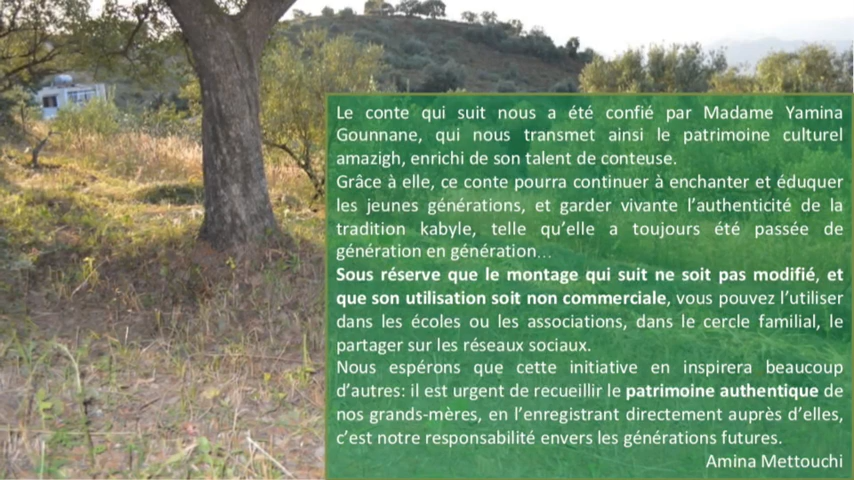 Le conte qui suit nous a été confié par Madame Yamina
Gounnane, qui nous transmet ainsi le patrimoine culturel
amazigh, enrichi de son talent de conteuse.
Grâce à elle, ce conte pourra continuer à enchanter et éduquer
les jeunes générations, et garder vivante l'authenticité de la
tradition kabyle, telle qu'elle a toujours été passée de
génération en génération…
Sous réserve que le montage qui suit ne soit pas modifié, et
que son utilisation soit non commerciale, vous pouvez l'utiliser
dans les écoles ou les associations, dans le cercle familial, le
partager sur les réseaux sociaux.
Nous espérons que cette initiative en inspirera beaucoup
d'autres: il est urgent de recueillir le patrimoine authentique de
nos grands-mères, en l'enregistrant directement auprès d'elles,
c'est notre responsabilité envers les générations futures.
Amina Mettouchi